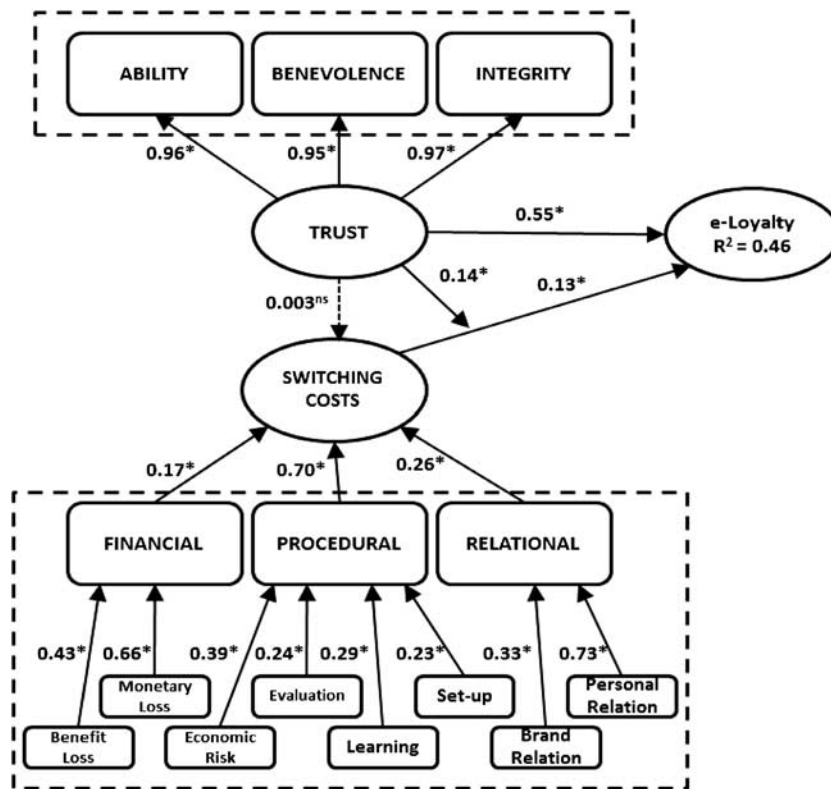 ABILITY
BENEVOLENCE
INTEGRITY
0.96*
0.95*
0.97*
TRUST
0.55*
e-Loyalty
R² = 0.46
0.14*
0.13*
0.003ⁿˢ
SWITCHING
COSTS
0.17*
0.70*
0.26*
FINANCIAL
PROCEDURAL
RELATIONAL
0.43*
0.66*
0.39*
0.24*
0.29*
0.23*
0.33*
0.73*
Monetary
Loss
Evaluation
Set-up
Personal
Relation
Benefit
Loss
Economic
Risk
Learning
Brand
Relation